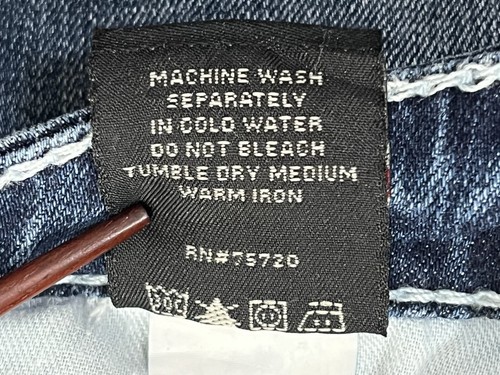 MACHINE WASH
SEPARATELY
IN COLD WATER
DO NOT BLEACH
TUMBLE DRY MEDIUM
WARM IRON
RN#75720